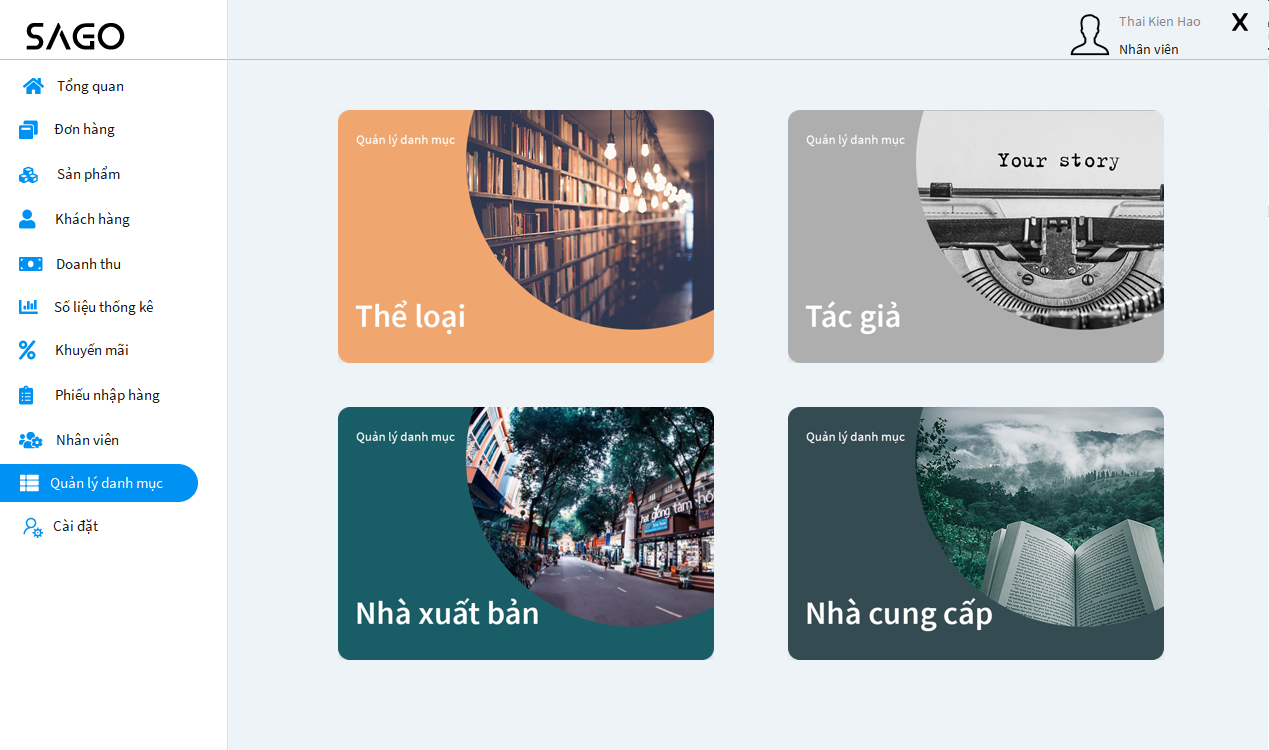 SAGO
Thai Kien Hao
X
Nhân viên
Tổng quan
Đơn hàng
Sản phẩm
Khách hàng
Doanh thu
Số liệu thống kê
Khuyến mãi
Phiếu nhập hàng
Nhân viên
Quản lý danh mục
Cài đặt
Quản lý danh mục
Thể loại
Quản lý danh mục
Your story
Tác giả
Quản lý danh mục
Nhà xuất bản
Quản lý danh mục
Nhà cung cấp